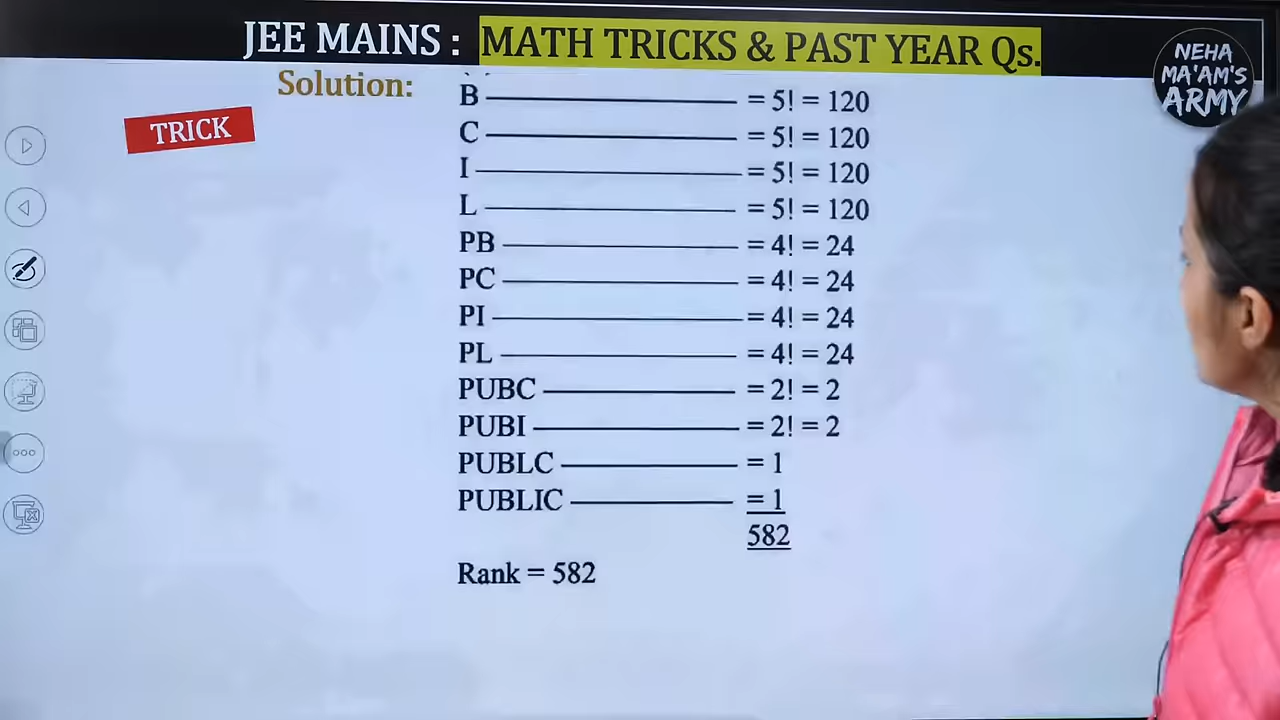 JEE MAINS : MATH TRICKS & PAST YEAR Qs.
NEHA
MA'AM'S
ARMY
Solution:
TRICK
B = 5! = 120
C = 5! = 120
I = 5! = 120
L = 5! = 120
PB = 4! = 24
PC = 4! = 24
PI = 4! = 24
PL = 4! = 24
PUBC = 2! = 2
PUBI = 2! = 2
PUBLC = 1
PUBLIC = 1
582
Rank = 582